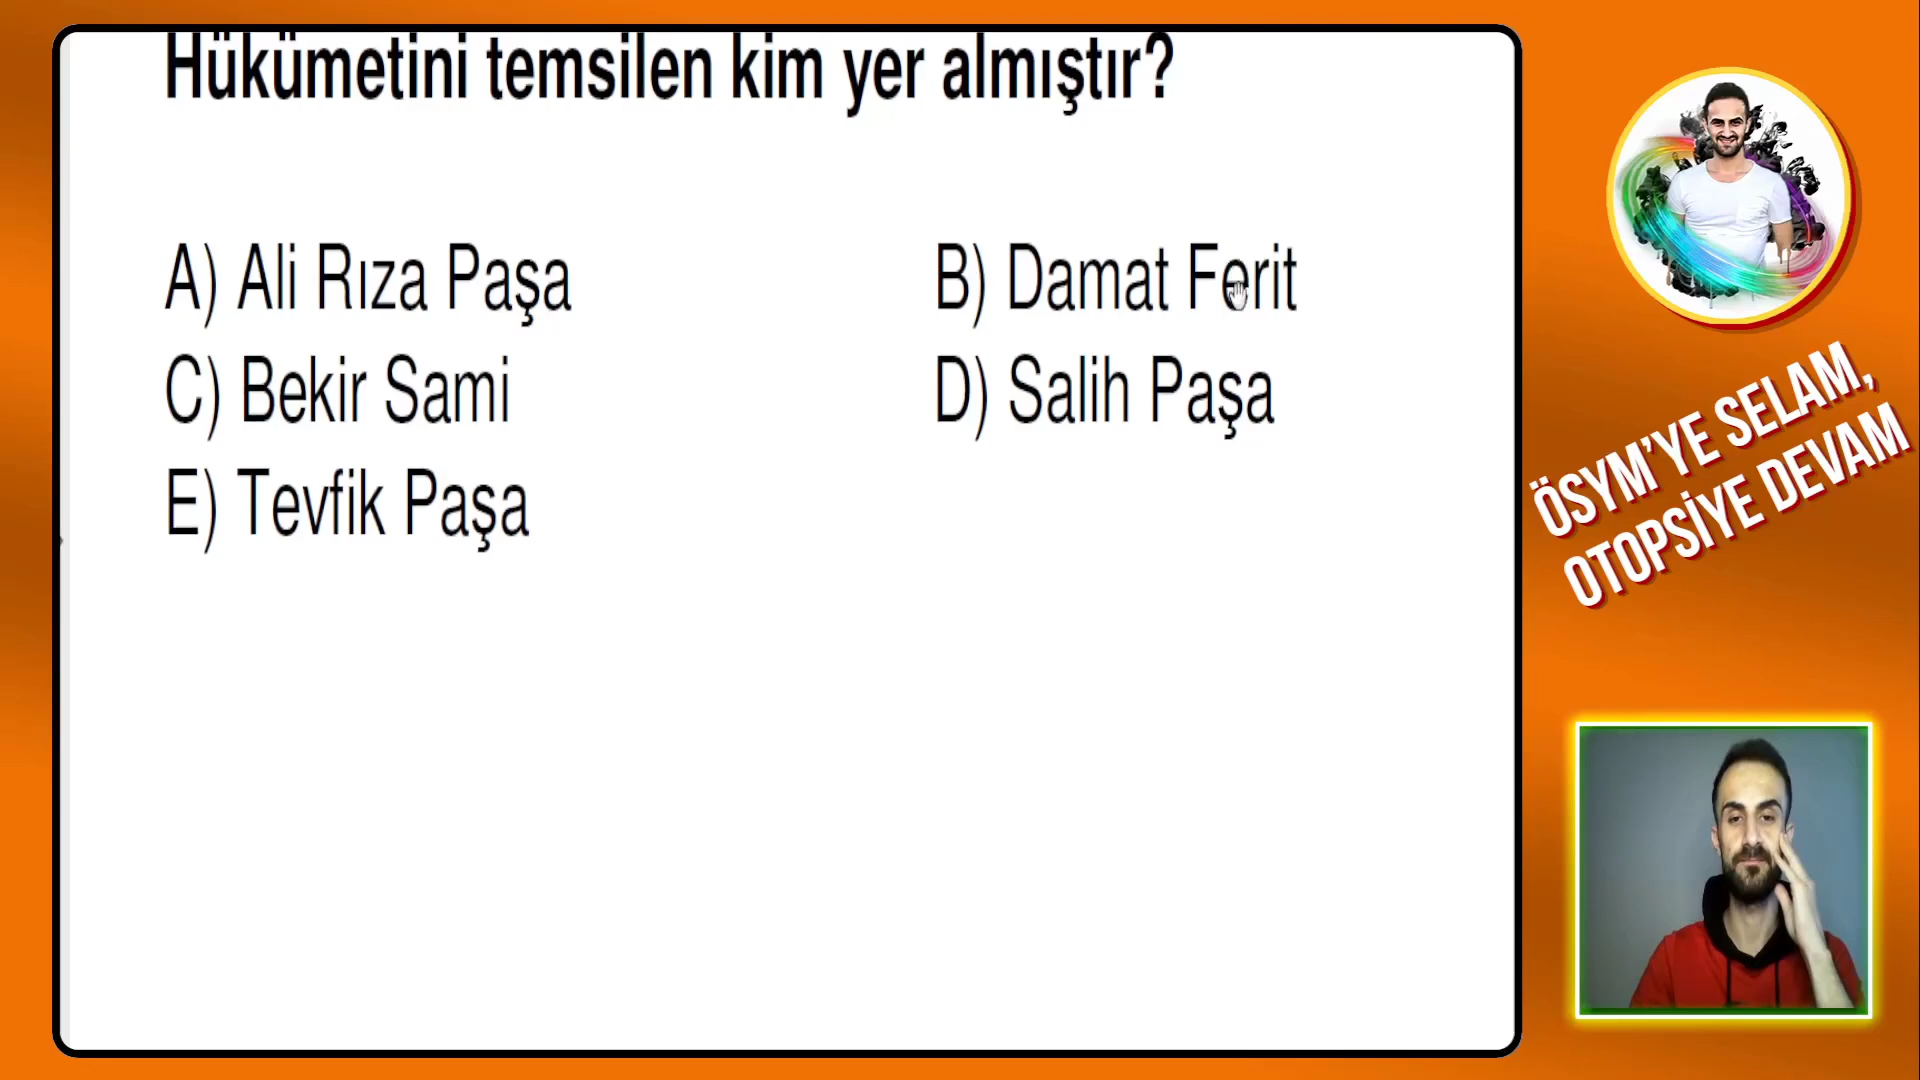 Hükümetini temsilen kim yer almıştır?
A) Ali Rıza Paşa
B) Damat Ferit
C) Bekir Sami
D) Salih Paşa
E) Tevfik Paşa
ÖSYM'YE SELAM,
OTOPSİYE DEVAM